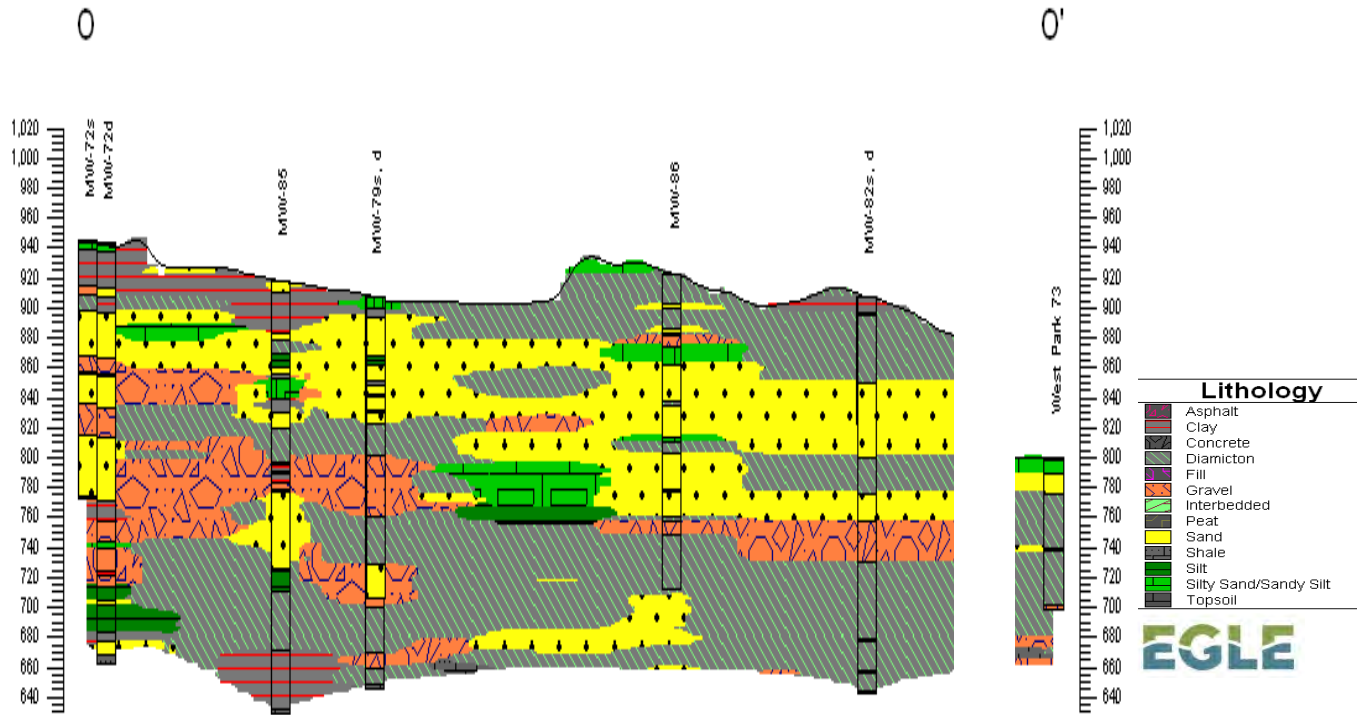 O
O'
MW-72s
MW-72d
MW-85
MW-79s, d
MW-86
MW-82s, d
West Park 73
1,020
1,000
980
960
940
920
900
880
860
840
820
800
780
760
740
720
700
680
660
640
1,020
1,000
980
960
940
920
900
880
860
840
820
800
780
760
740
720
700
680
660
640
Lithology
Asphalt
Clay
Concrete
Diamicton
Fill
Gravel
Interbedded
Peat
Sand
Shale
Silt
Silty Sand/Sandy Silt
Topsoil
EGLE